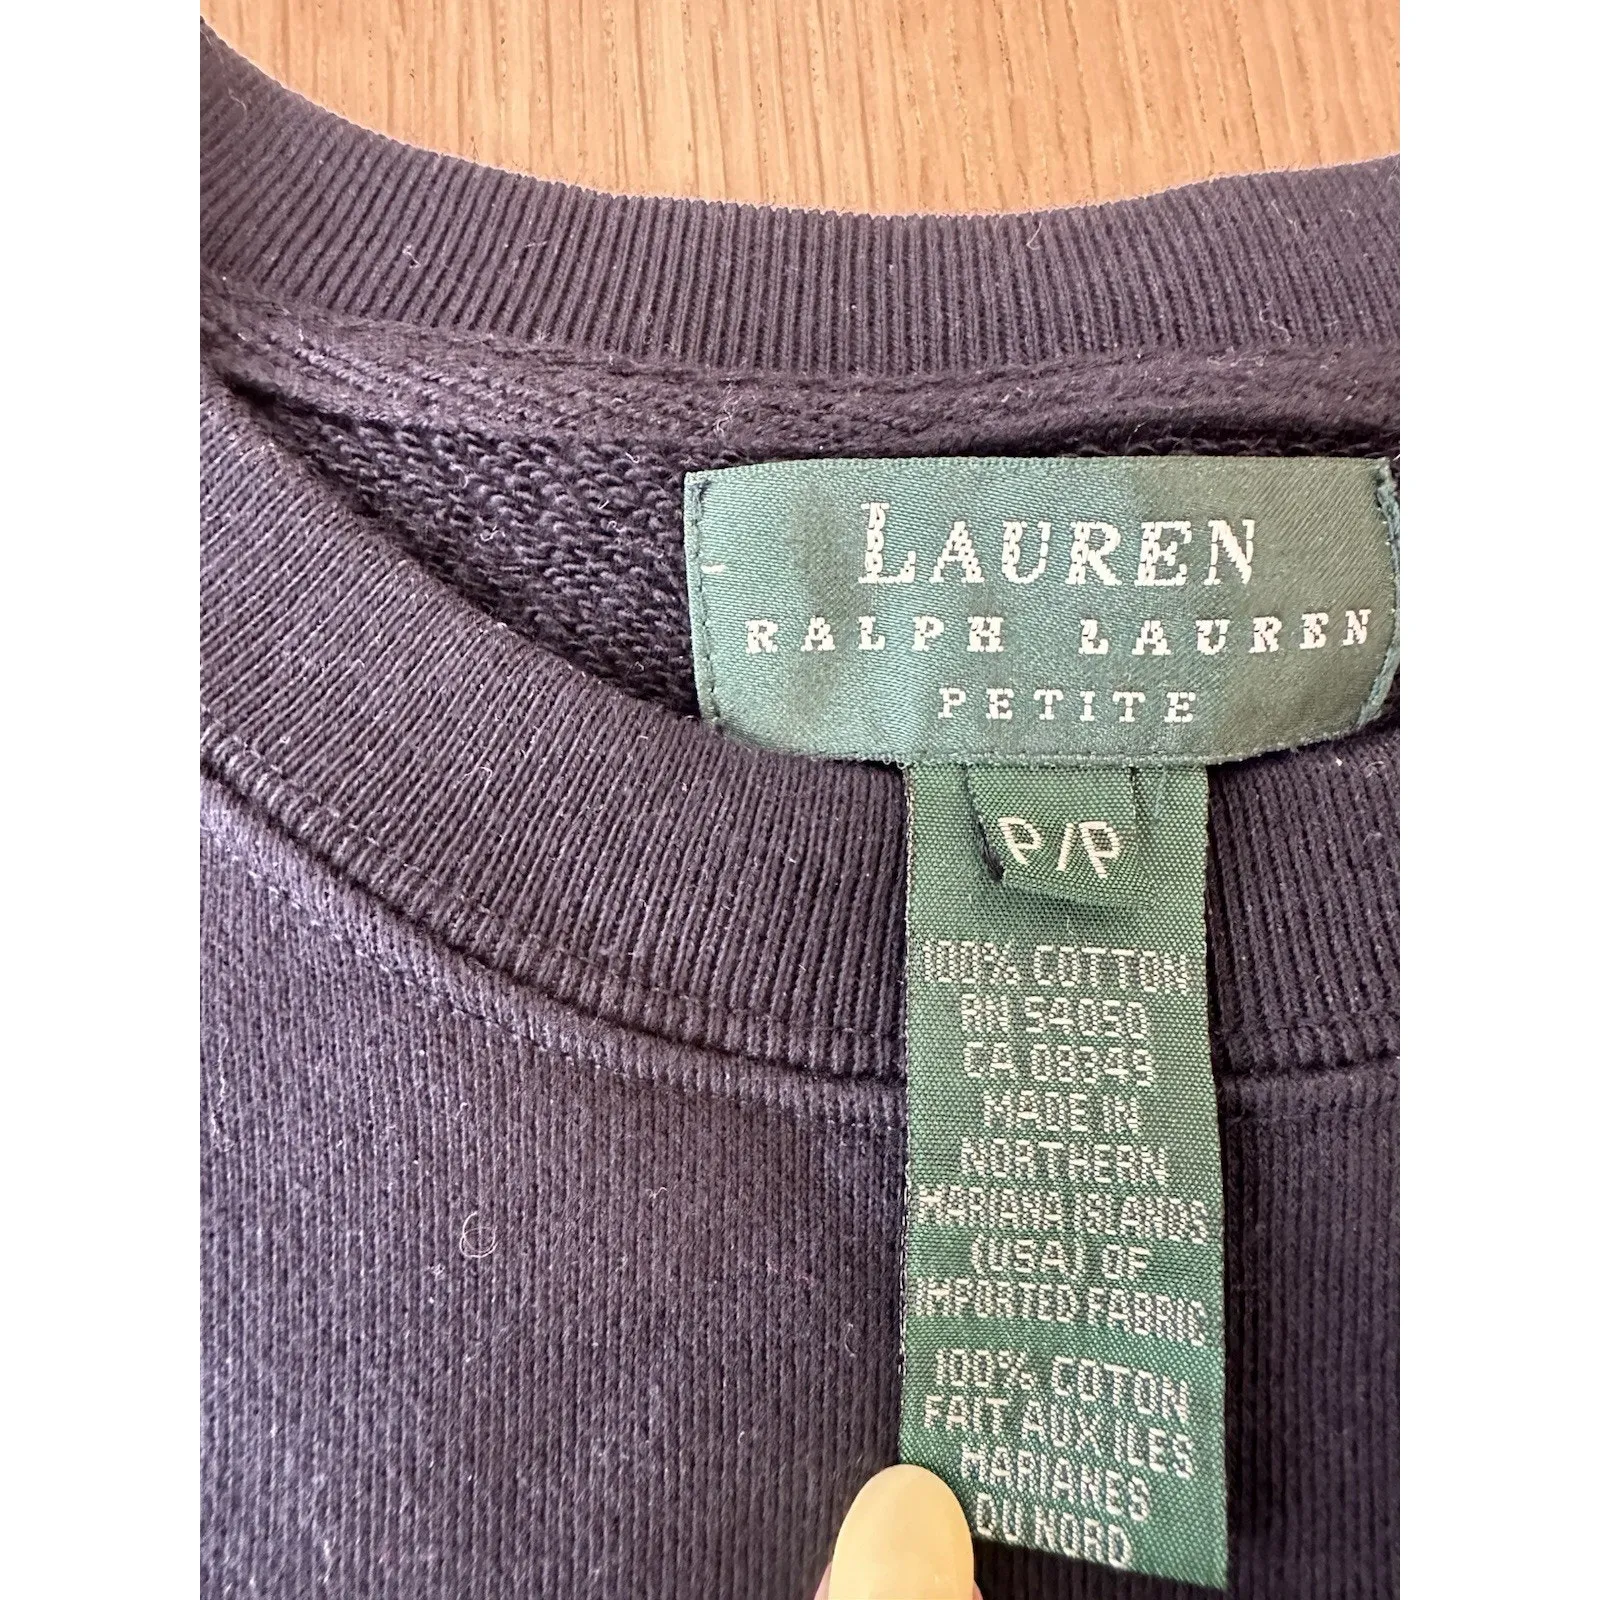 LAUREN
RALPH LAUREN
PETITE
P/P
100% COTTON
RN 54050
CA 08349
MADE IN
NORTHERN
MARIANA ISLANDS
(USA) OF
IMPORTED FABRIC
100% COTON
FAIT AUX ILES
MARIANES
DU NORD